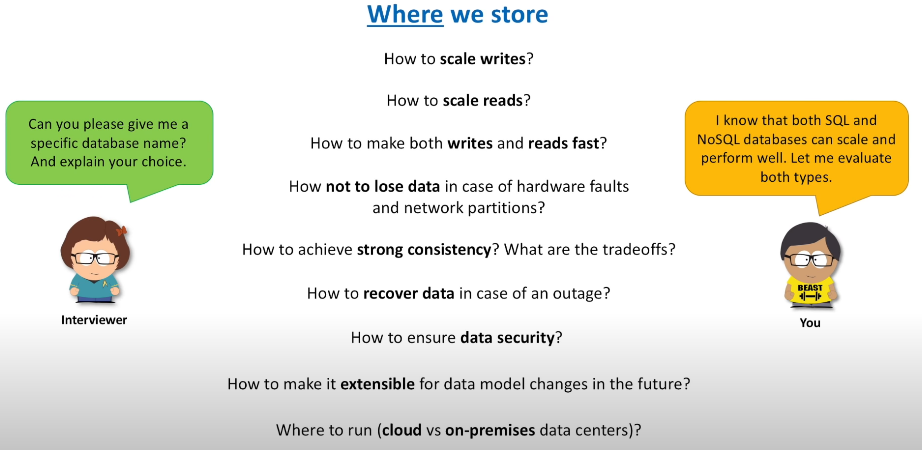 Where we store
How to scale writes?
How to scale reads?
Can you please give me a
specific database name?
And explain your choice.
I know that both SQL and
NoSQL databases can scale and
perform well. Let me evaluate
both types.
How to make both writes and reads fast?
How not to lose data in case of hardware faults
and network partitions?
How to achieve strong consistency? What are the tradeoffs?
How to recover data in case of an outage?
BEAST
Interviewer
You
How to ensure data security?
How to make it extensible for data model changes in the future?
Where to run (cloud vs on-premises data centers)?